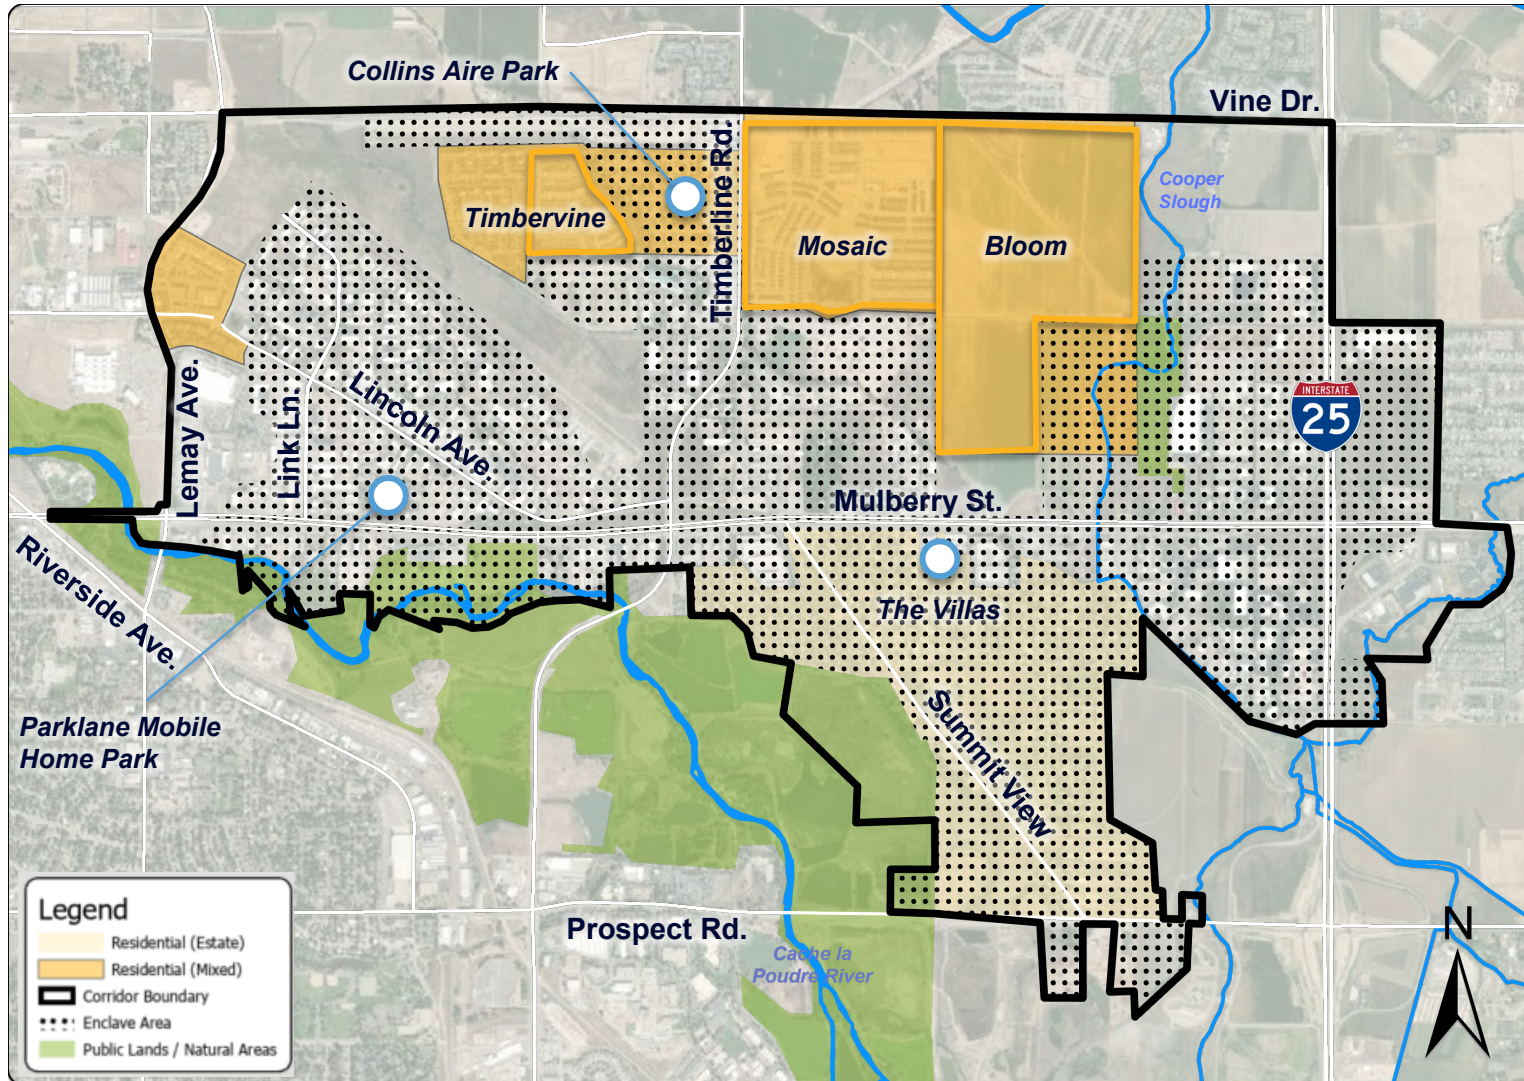 Collins Aire Park
Vine Dr.
Timberline Rd.
Cooper
Slough
Timbervine
Mosaic
Bloom
Lemay Ave.
Link Ln.
Lincoln Ave.
INTERSTATE
25
Mulberry St.
Riverside Ave.
The Villas
Parklane Mobile
Home Park
Summit View
Prospect Rd.
Cache la
Poudre River
N
Legend
Residential (Estate)
Residential (Mixed)
Corridor Boundary
Enclave Area
Public Lands / Natural Areas